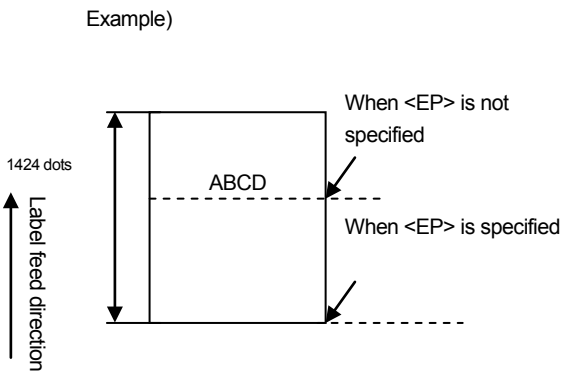 Example)
When <EP> is not
specified
1424 dots
ABCD
Label feed direction
When <EP> is specified